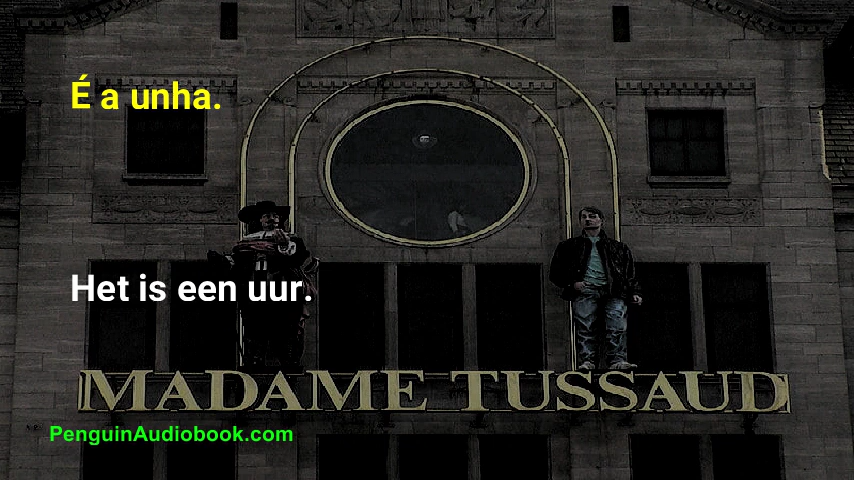 É a unha.
Het is een uur.
MADAME TUSSAUD
PenguinAudiobook.com